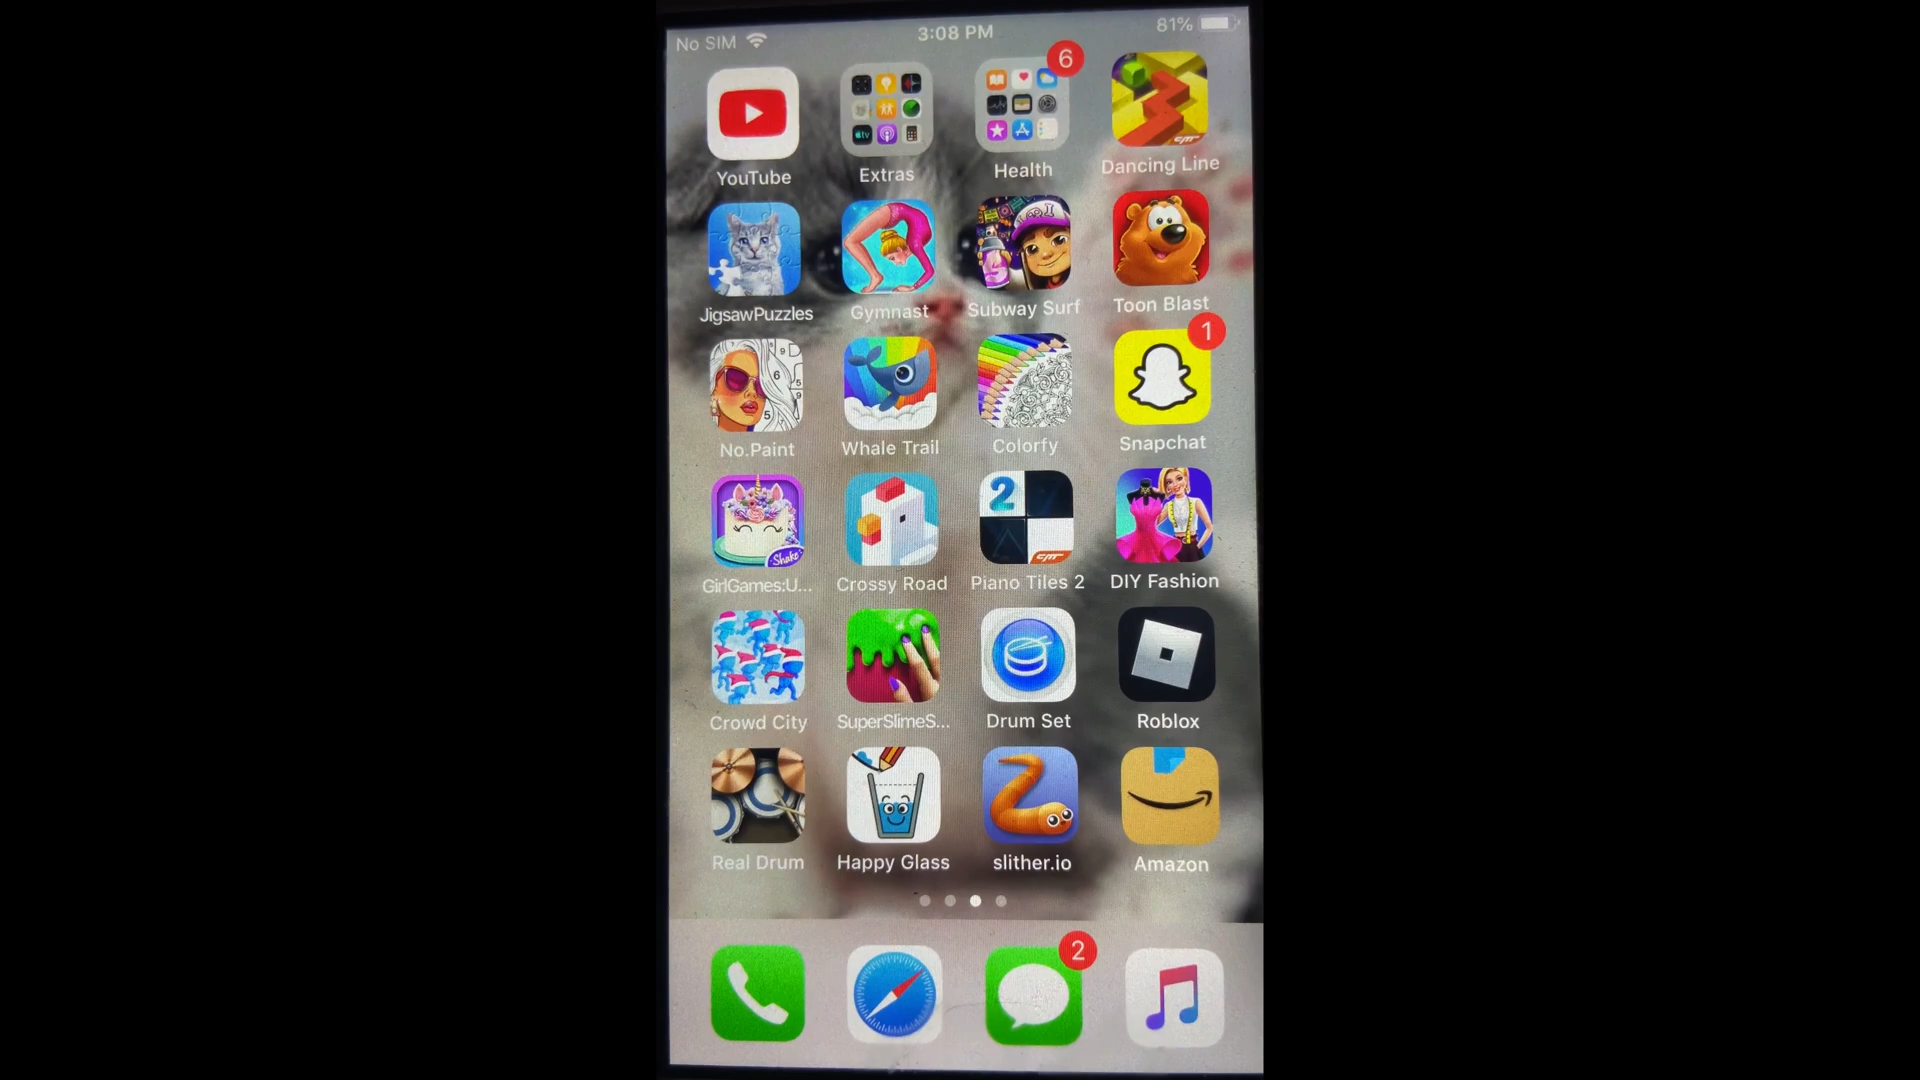 No SIM 3:08 PM 81%
6
YouTube Extras Health Dancing Line
JigsawPuzzles Gymnast Subway Surf Toon Blast
1
No.Paint Whale Trail Colorfy Snapchat
2
Shake
GirlGames:U... Crossy Road Piano Tiles 2 DIY Fashion
Crowd City SuperSlimeS... Drum Set Roblox
Real Drum Happy Glass slither.io Amazon
2